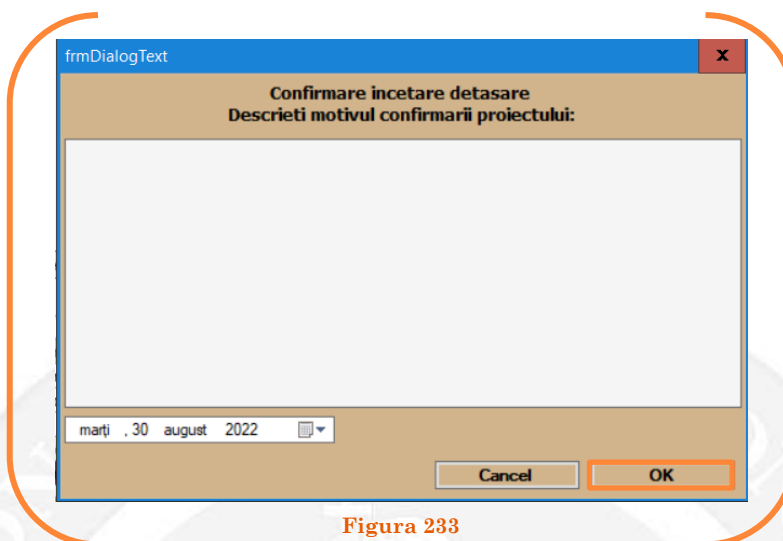 frmDialogText
x
Confirmare incetare detasare
Descrieti motivul confirmarii proiectului:
marți , 30 august 2022
Cancel OK
Figura 233